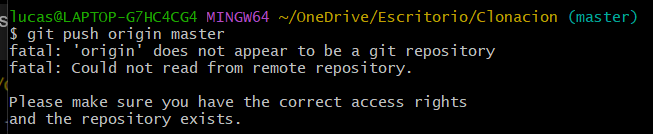 lucas@LAPTOP-G7HC4CG4 MINGW64 ~/OneDrive/Escritorio/Clonacion (master)
$ git push origin master
fatal: 'origin' does not appear to be a git repository
fatal: Could not read from remote repository.

Please make sure you have the correct access rights
and the repository exists.